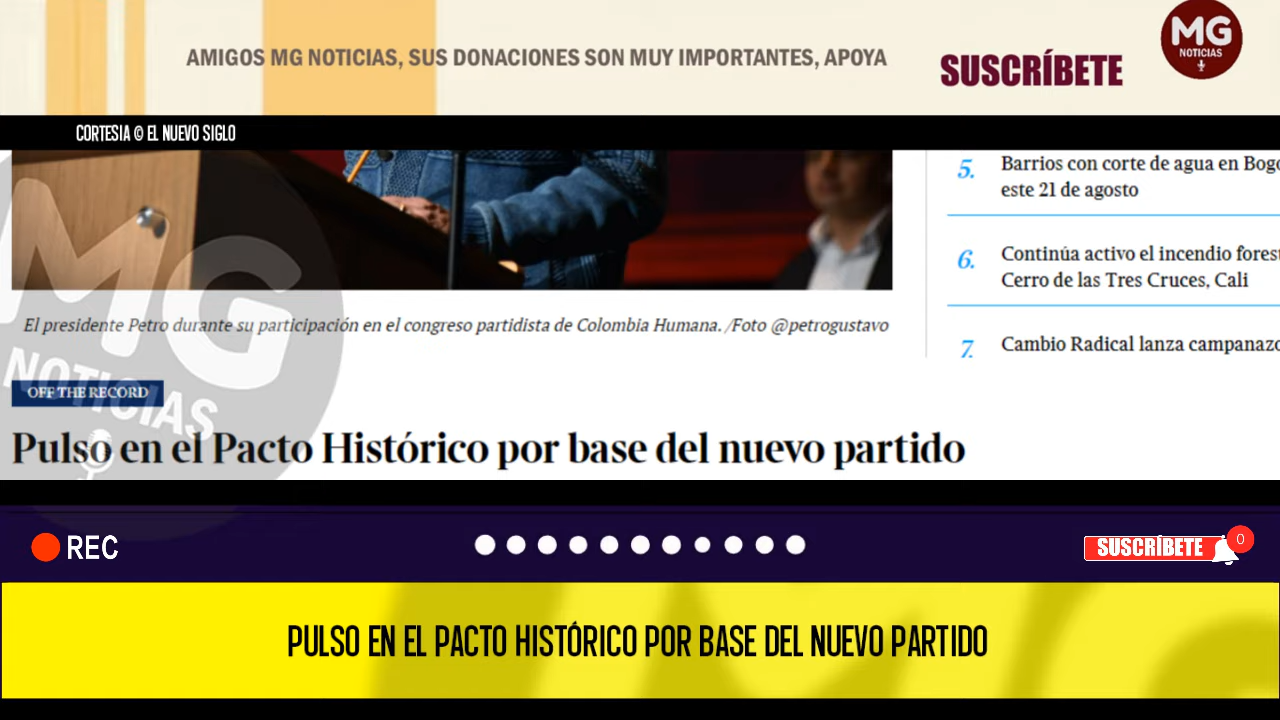 AMIGOS MG NOTICIAS, SUS DONACIONES SON MUY IMPORTANTES, APOYA
SUSCRÍBETE
MG
NOTICIAS
CORTESIA © EL NUEVO SIGLO
5. Barrios con corte de agua en Bogo
este 21 de agosto
6. Continúa activo el incendio forest
Cerro de las Tres Cruces, Cali
7. Cambio Radical lanza campanazo
El presidente Petro durante su participación en el congreso partidista de Colombia Humana. /Foto @petrogustavo
MG
NOTICIAS
OFF THE RECORD
Pulso en el Pacto Histórico por base del nuevo partido
REC
SUSCRÍBETE
0
PULSO EN EL PACTO HISTÓRICO POR BASE DEL NUEVO PARTIDO